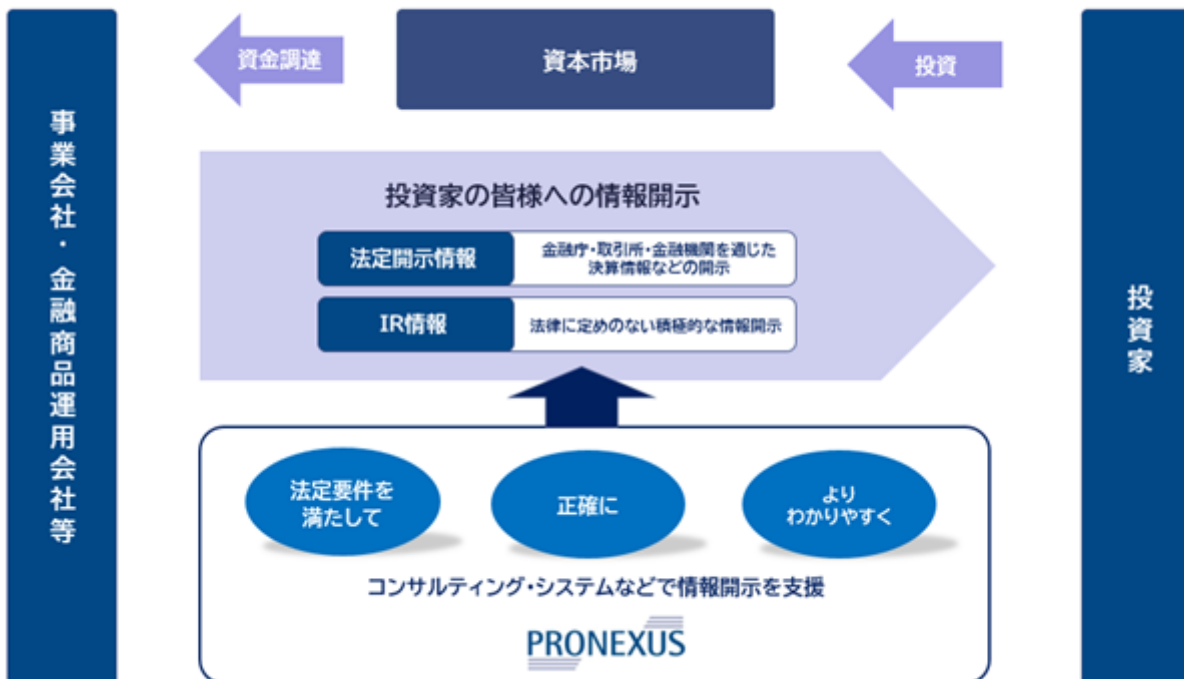 資金調達
資本市場
投資
事業会社・金融商品運用会社等
投資家の皆様への情報開示
法定開示情報
金融庁・取引所・金融機関を通じた
決算情報などの開示
IR情報
法律に定めのない積極的な情報開示
投資家
法定要件を
満たして
正確に
より
わかりやすく
コンサルティング・システムなどで情報開示を支援
PRONEXUS